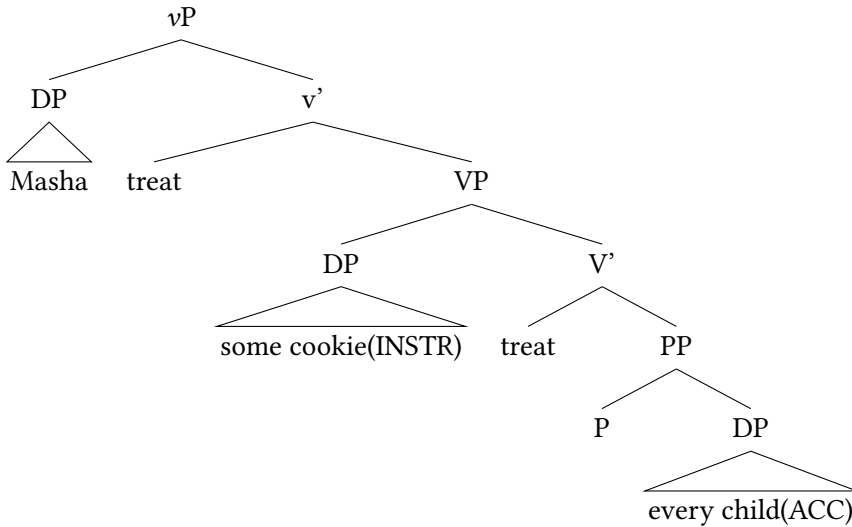 vP
DP v’
Masha treat VP
DP V’
some cookie(INSTR) treat PP
P DP
every child(ACC)